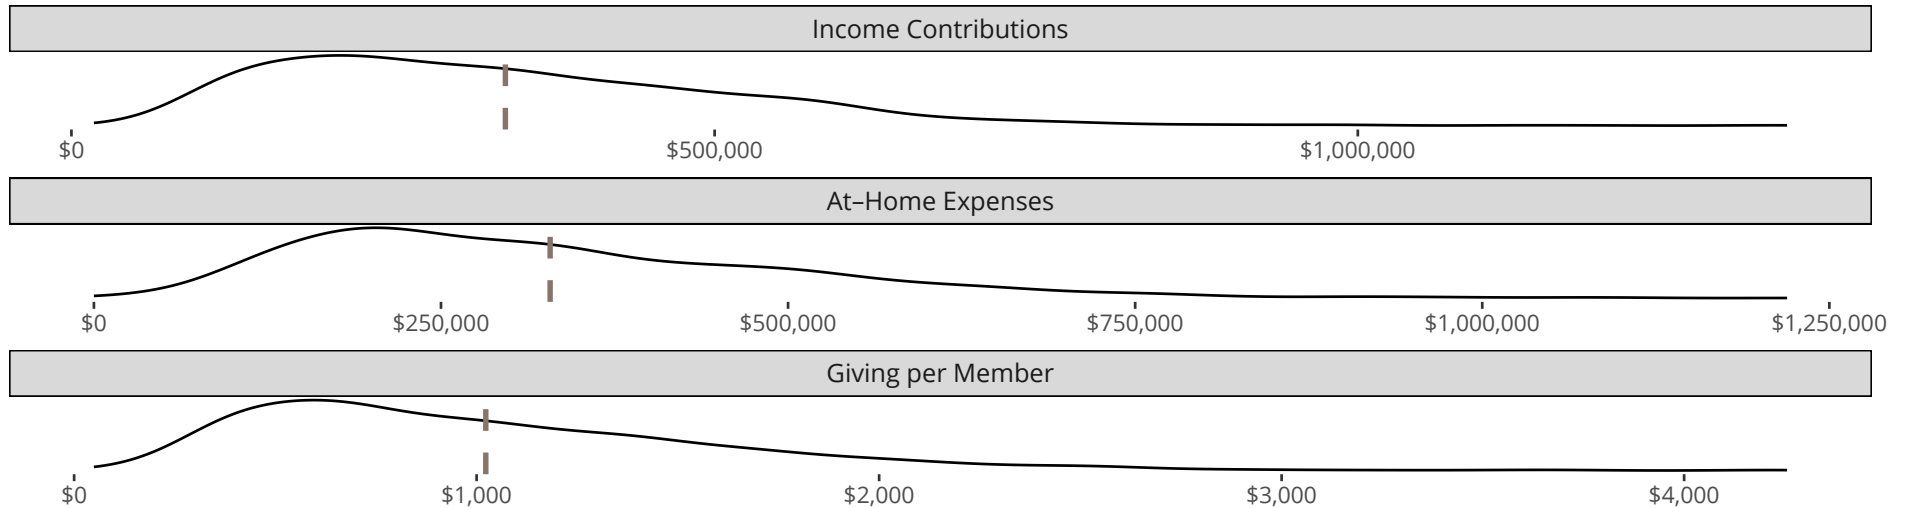 Income Contributions
$0 $500,000 $1,000,000
At–Home Expenses
$0 $250,000 $500,000 $750,000 $1,000,000 $1,250,000
Giving per Member
$0 $1,000 $2,000 $3,000 $4,000